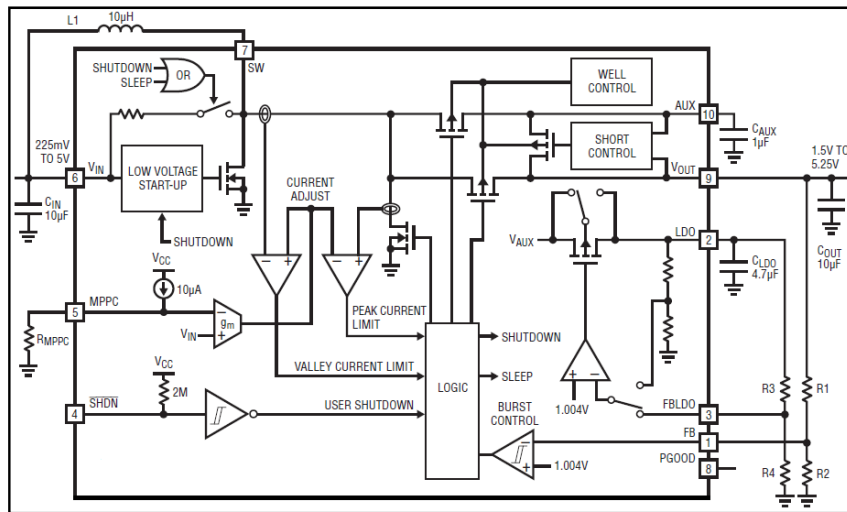 L1
10µH
7
SW
SHUTDOWN
SLEEP
OR
WELL
CONTROL
AUX
10
CAUX
1µF
225mV
TO 5V
VIN
6
LOW VOLTAGE
START-UP
SHORT
CONTROL
1.5V TO
5.25V
VOUT
9
CURRENT
ADJUST
CIN
10µF
SHUTDOWN
VAUX
LDO
2
COUT
10µF
CLDO
4.7µF
VCC
10µA
– +
– +
MPPC
5
– gm
+
VIN
RMPPC
PEAK CURRENT
LIMIT
SHUTDOWN
VALLEY CURRENT LIMIT
LOGIC
SLEEP
+ –
1.004V
R3
R1
VCC
2M
SHDN
4
USER SHUTDOWN
BURST
CONTROL
FBLDO
3
FB
1
–
+
1.004V
PGOOD
8
R4
R2